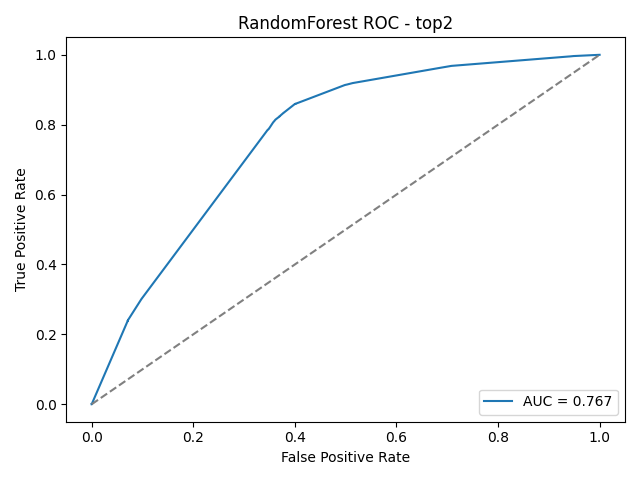 RandomForest ROC - top2
True Positive Rate
1.0
0.8
0.6
0.4
0.2
0.0
AUC = 0.767
0.0 0.2 0.4 0.6 0.8 1.0
False Positive Rate